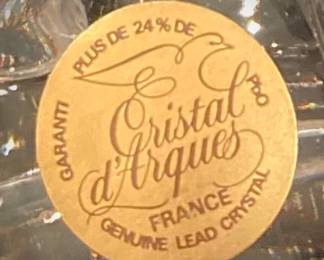 GARANTI PLUS DE 24% DE PbO
Cristal
d'Arques
FRANCE
GENUINE LEAD CRYSTAL